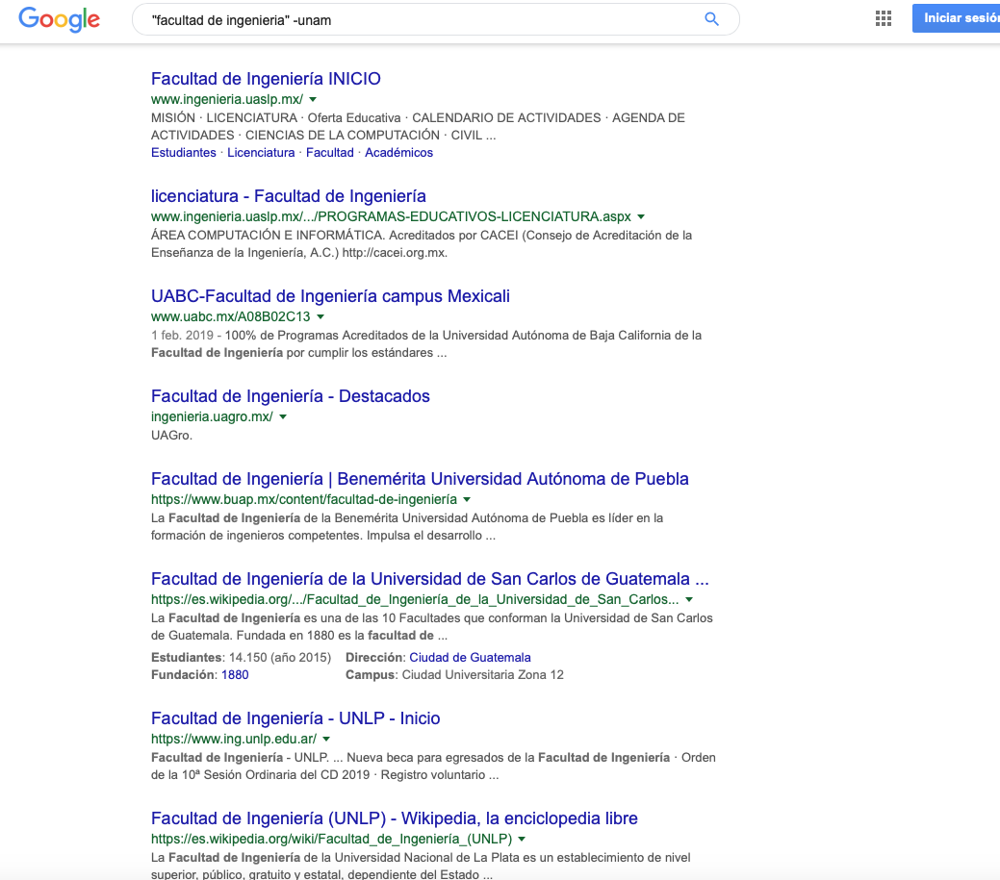 Google
"facultad de ingenieria" -unam
Iniciar sesión
Facultad de Ingeniería INICIO
www.ingenieria.uaslp.mx/
MISIÓN · LICENCIATURA · Oferta Educativa · CALENDARIO DE ACTIVIDADES · AGENDA DE
ACTIVIDADES · CIENCIAS DE LA COMPUTACIÓN · CIVIL ...
Estudiantes · Licenciatura · Facultad · Académicos
licenciatura - Facultad de Ingeniería
www.ingenieria.uaslp.mx/.../PROGRAMAS-EDUCATIVOS-LICENCIATURA.aspx
ÁREA COMPUTACIÓN E INFORMÁTICA. Acreditados por CACEI (Consejo de Acreditación de la
Enseñanza de la Ingeniería, A.C.) http://cacei.org.mx.
UABC-Facultad de Ingeniería campus Mexicali
www.uabc.mx/A08B02C13
1 feb. 2019 - 100% de Programas Acreditados de la Universidad Autónoma de Baja California de la
Facultad de Ingeniería por cumplir los estándares ...
Facultad de Ingeniería - Destacados
ingenieria.uagro.mx/
UAGro.
Facultad de Ingeniería | Benemérita Universidad Autónoma de Puebla
https://www.buap.mx/content/facultad-de-ingeniería
La Facultad de Ingeniería de la Benemérita Universidad Autónoma de Puebla es líder en la
formación de ingenieros competentes. Impulsa el desarrollo ...
Facultad de Ingeniería de la Universidad de San Carlos de Guatemala ...
https://es.wikipedia.org/.../Facultad_de_Ingeniería_de_la_Universidad_de_San_Carlos...
La Facultad de Ingeniería es una de las 10 Facultades que conforman la Universidad de San Carlos
de Guatemala. Fundada en 1880 es la facultad de ...
Estudiantes: 14.150 (año 2015) Dirección: Ciudad de Guatemala
Fundación: 1880 Campus: Ciudad Universitaria Zona 12
Facultad de Ingeniería - UNLP - Inicio
https://www.ing.unlp.edu.ar/
Facultad de Ingeniería - UNLP. ... Nueva beca para egresados de la Facultad de Ingeniería · Orden
de la 10ª Sesión Ordinaria del CD 2019 · Registro voluntario ...
Facultad de Ingeniería (UNLP) - Wikipedia, la enciclopedia libre
https://es.wikipedia.org/wiki/Facultad_de_Ingeniería_(UNLP)
La Facultad de Ingeniería de la Universidad Nacional de La Plata es un establecimiento de nivel
superior, público, gratuito y estatal, dependiente del Estado ...